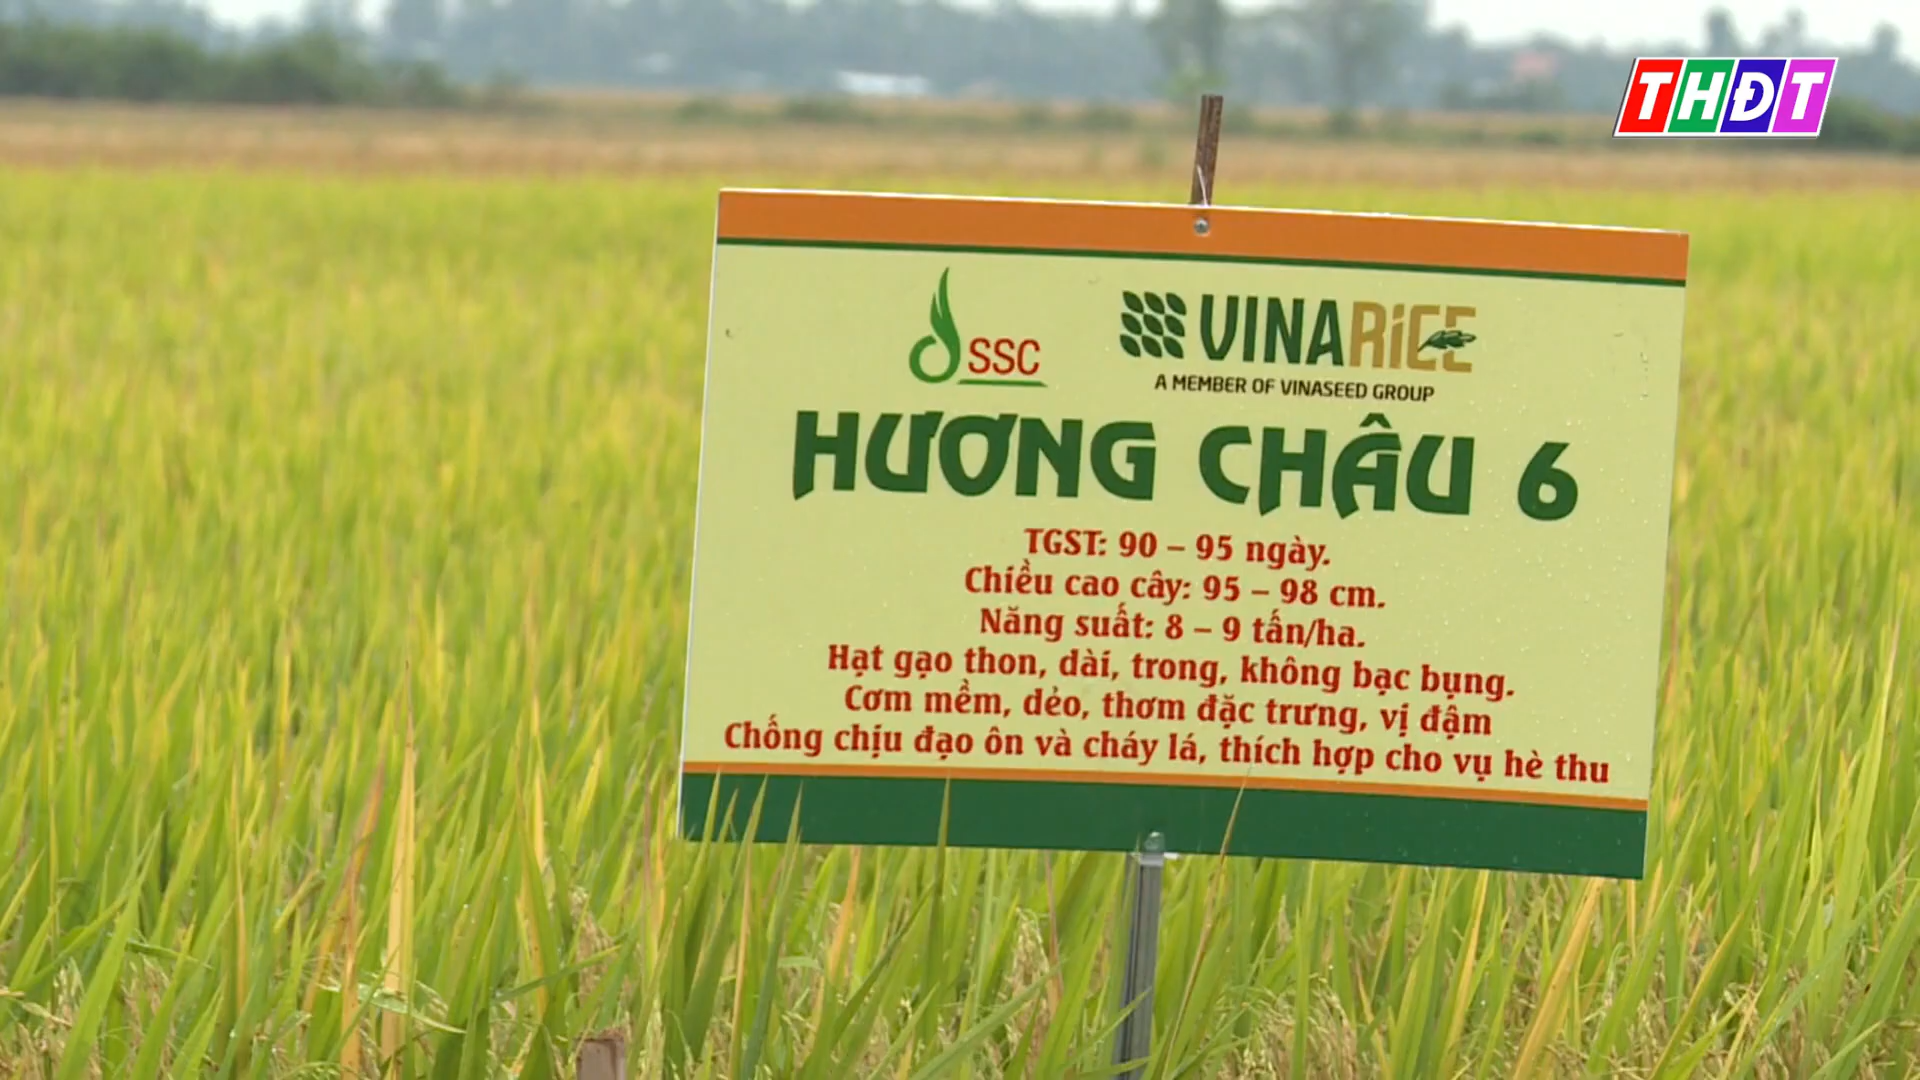 THĐT
SSC
VINARICE
A MEMBER OF VINASEED GROUP
HƯƠNG CHÂU 6
TGST: 90 – 95 ngày.
Chiều cao cây: 95 – 98 cm.
Năng suất: 8 – 9 tấn/ha.
Hạt gạo thon, dài, trong, không bạc bụng.
Cơm mềm, dẻo, thơm đặc trưng, vị đậm
Chống chịu đạo ôn và cháy lá, thích hợp cho vụ hè thu